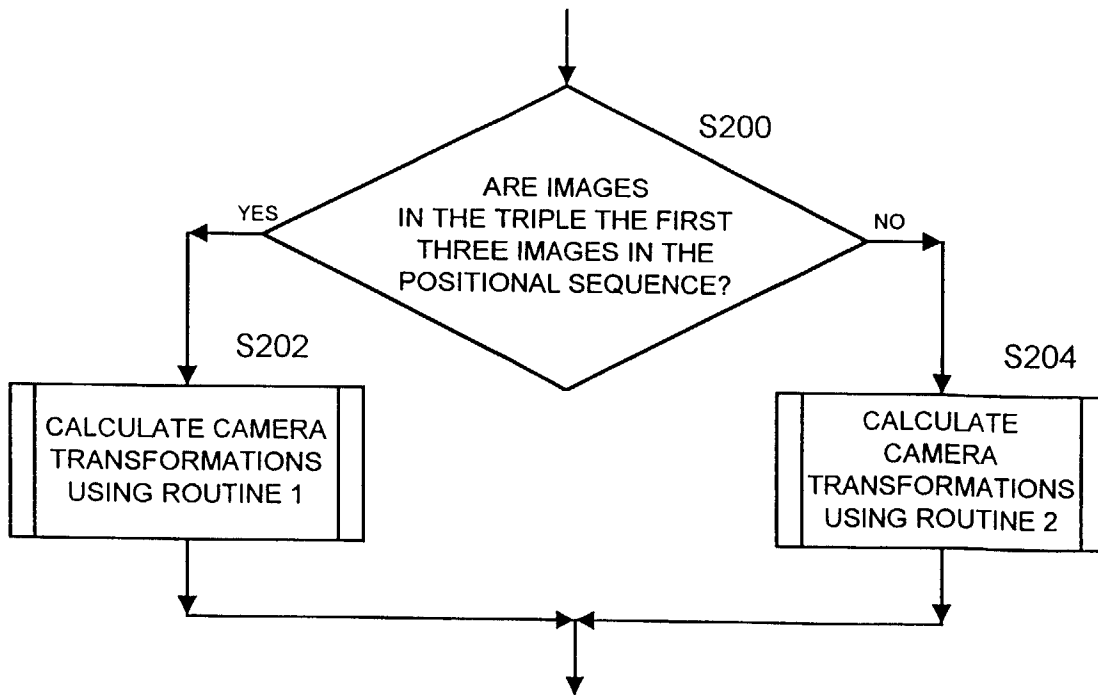 S200
ARE IMAGES
IN THE TRIPLE THE FIRST
THREE IMAGES IN THE
POSITIONAL SEQUENCE?
YES
NO
S202
CALCULATE CAMERA
TRANSFORMATIONS
USING ROUTINE 1
S204
CALCULATE
CAMERA
TRANSFORMATIONS
USING ROUTINE 2